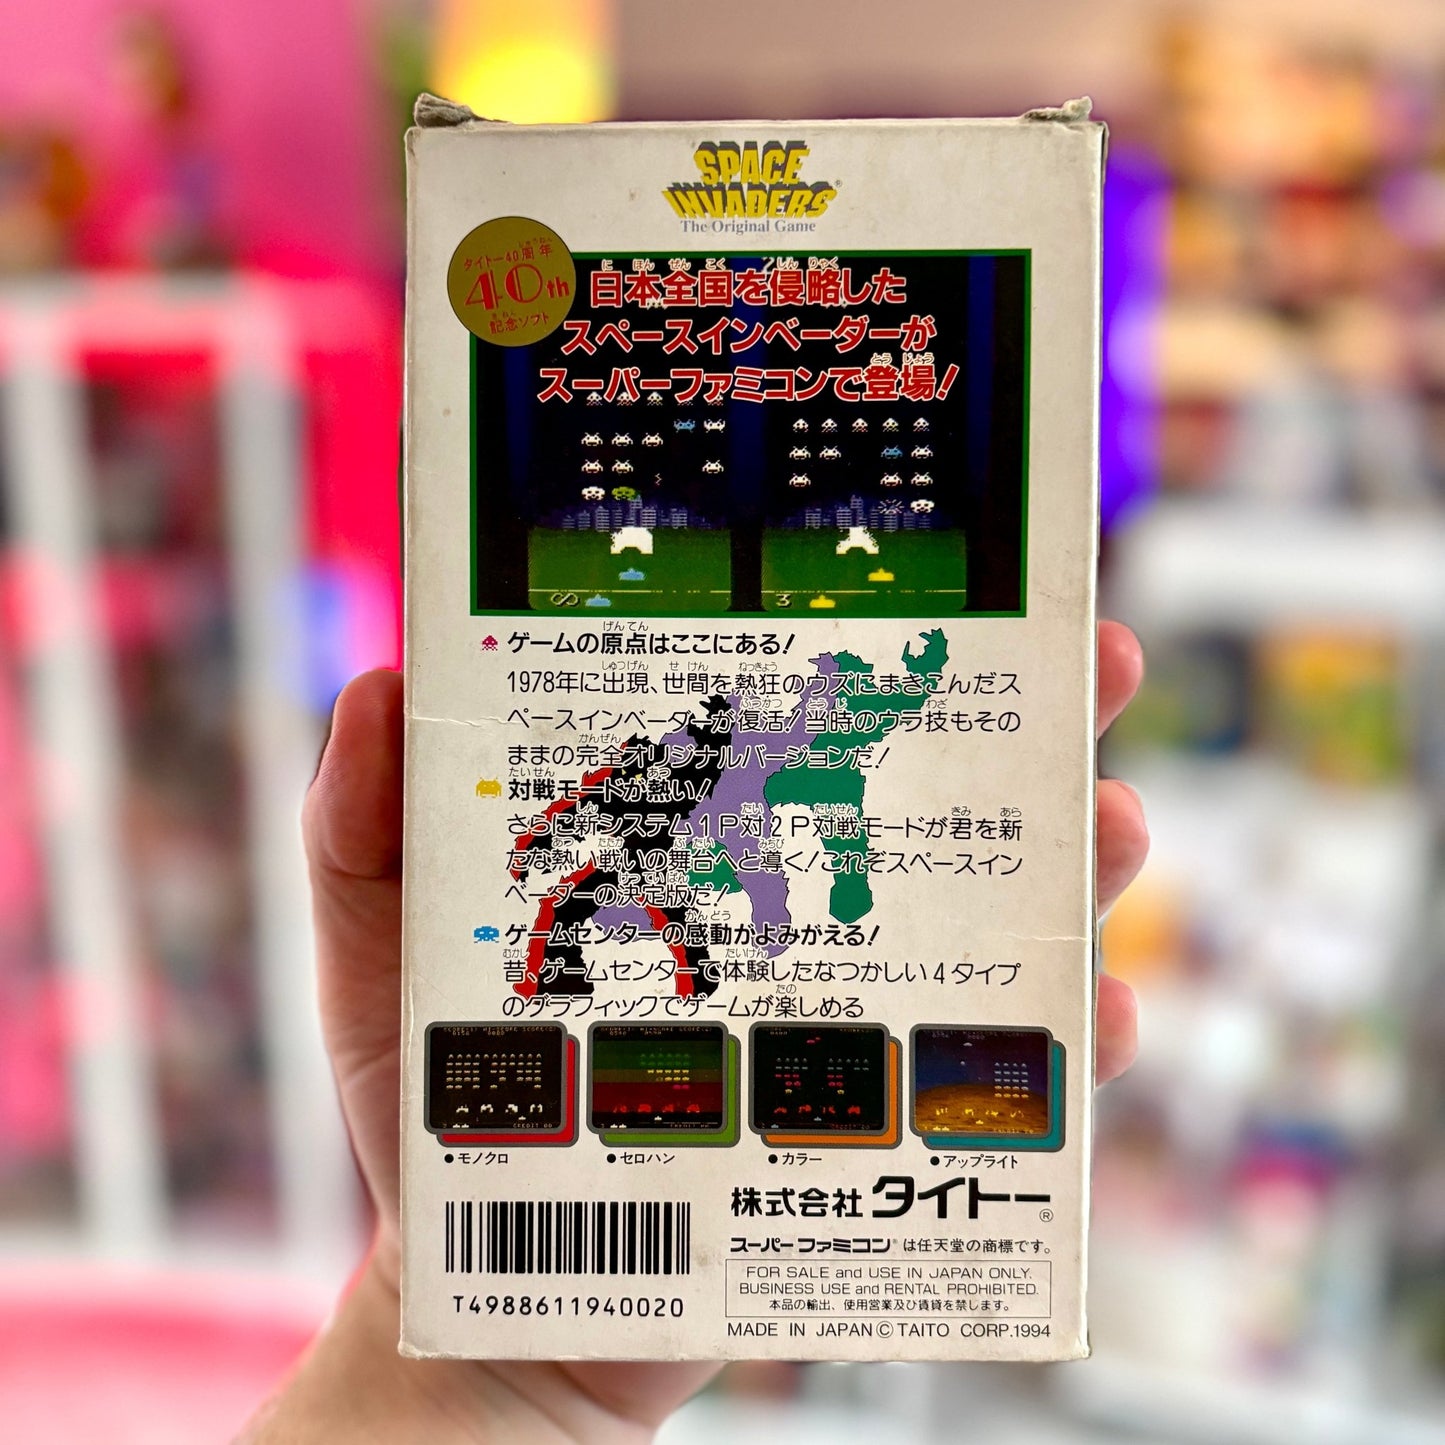 SPACE
INVADERS®
The Original Game
タイトー40周年
40th
記念ソフト
日本全国を侵略した
スペースインベーダーが
スーパーファミコンで登場!
3
ゲームの原点はここにある!
1978年に出現、世間を熱狂のウズにまきこんだス
ペースインベーダーが復活!当時のウラ技もその
ままの完全オリジナルバージョンだ!
対戦モードが熱い!
さらに新システム1P対2P対戦モードが君を新
たな熱い戦いの舞台へと導く!これぞスペースイン
ベーダーの決定版だ!
ゲームセンターの感動がよみがえる!
昔、ゲームセンターで体験したなつかしい4タイプ
のグラフィックでゲームが楽しめる
●モノクロ
●セロハン
●カラー
●アップライト
株式会社タイトー®
スーパーファミコン®は任天堂の商標です。
FOR SALE and USE IN JAPAN ONLY.
BUSINESS USE and RENTAL PROHIBITED.
本品の輸出、使用営業及び賃貸を禁じます。
T4988611940020
MADE IN JAPAN © TAITO CORP.1994